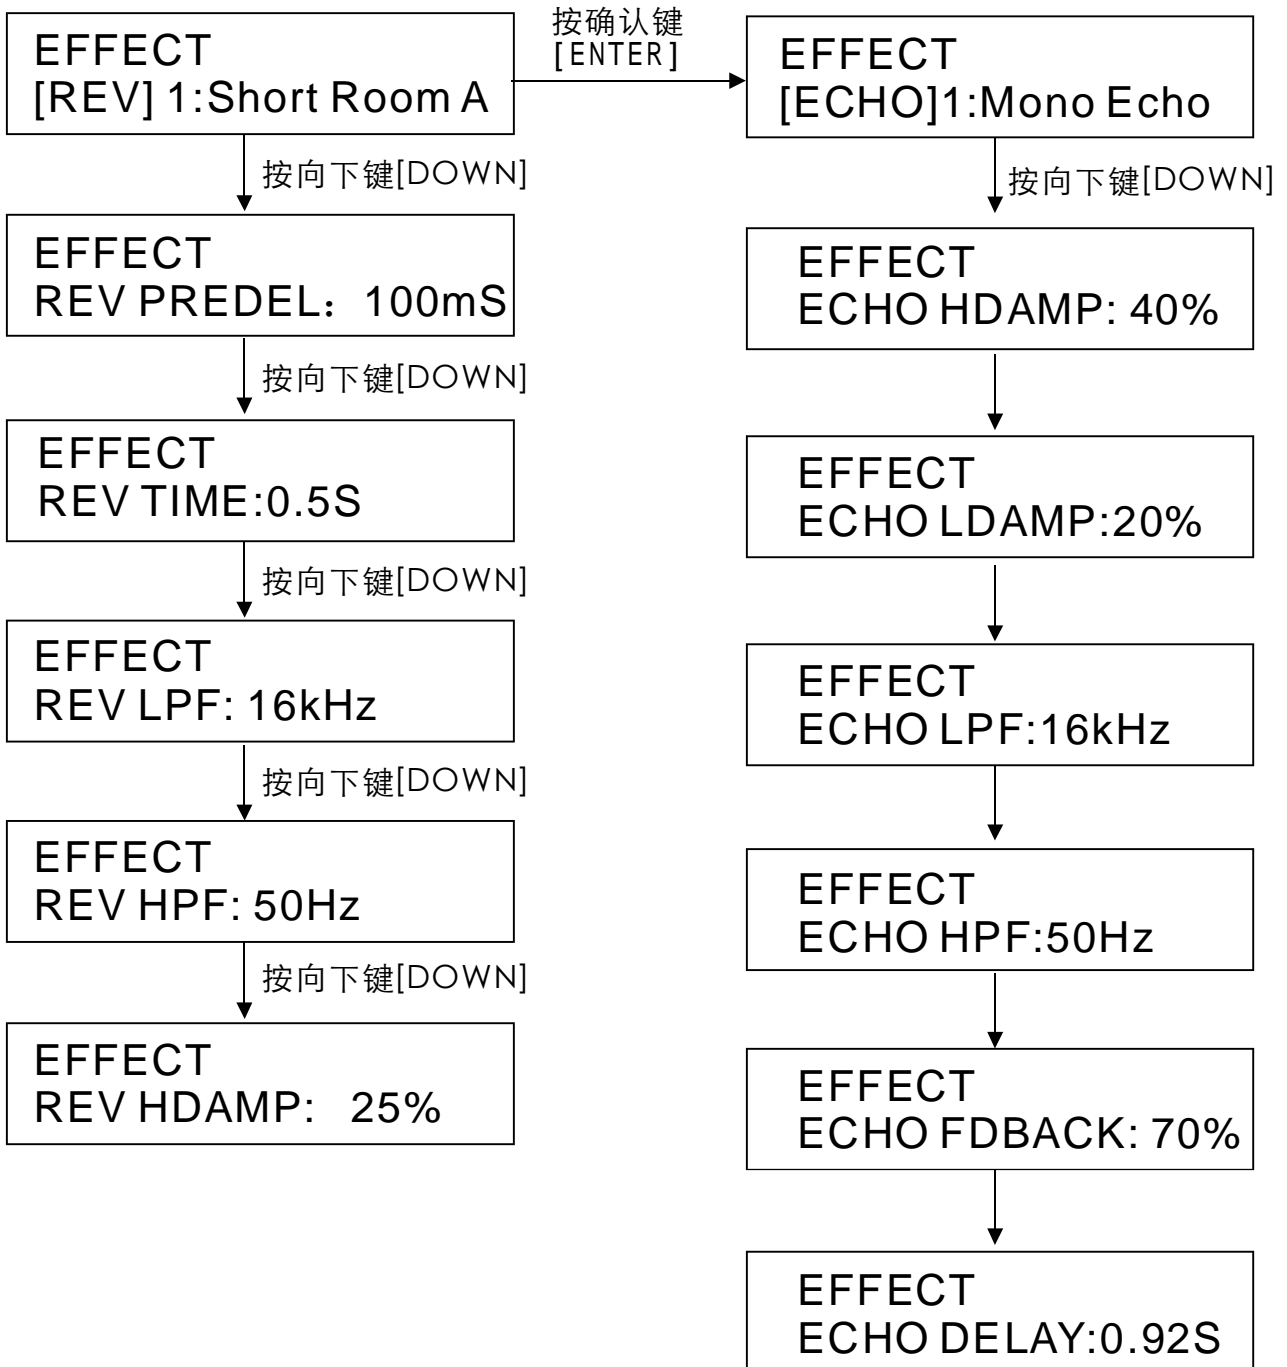 EFFECT
[REV] 1:Short Room A
按确认键
[ENTER]
EFFECT
[ECHO]1:Mono Echo
按向下键[DOWN]
EFFECT
REV PREDEL：100mS
按向下键[DOWN]
EFFECT
REV TIME:0.5S
按向下键[DOWN]
EFFECT
REV LPF: 16kHz
按向下键[DOWN]
EFFECT
REV HPF: 50Hz
按向下键[DOWN]
EFFECT
REV HDAMP: 25%
按向下键[DOWN]
EFFECT
ECHO HDAMP: 40%
EFFECT
ECHO LDAMP:20%
EFFECT
ECHO LPF:16kHz
EFFECT
ECHO HPF:50Hz
EFFECT
ECHO FDBACK: 70%
EFFECT
ECHO DELAY:0.92S